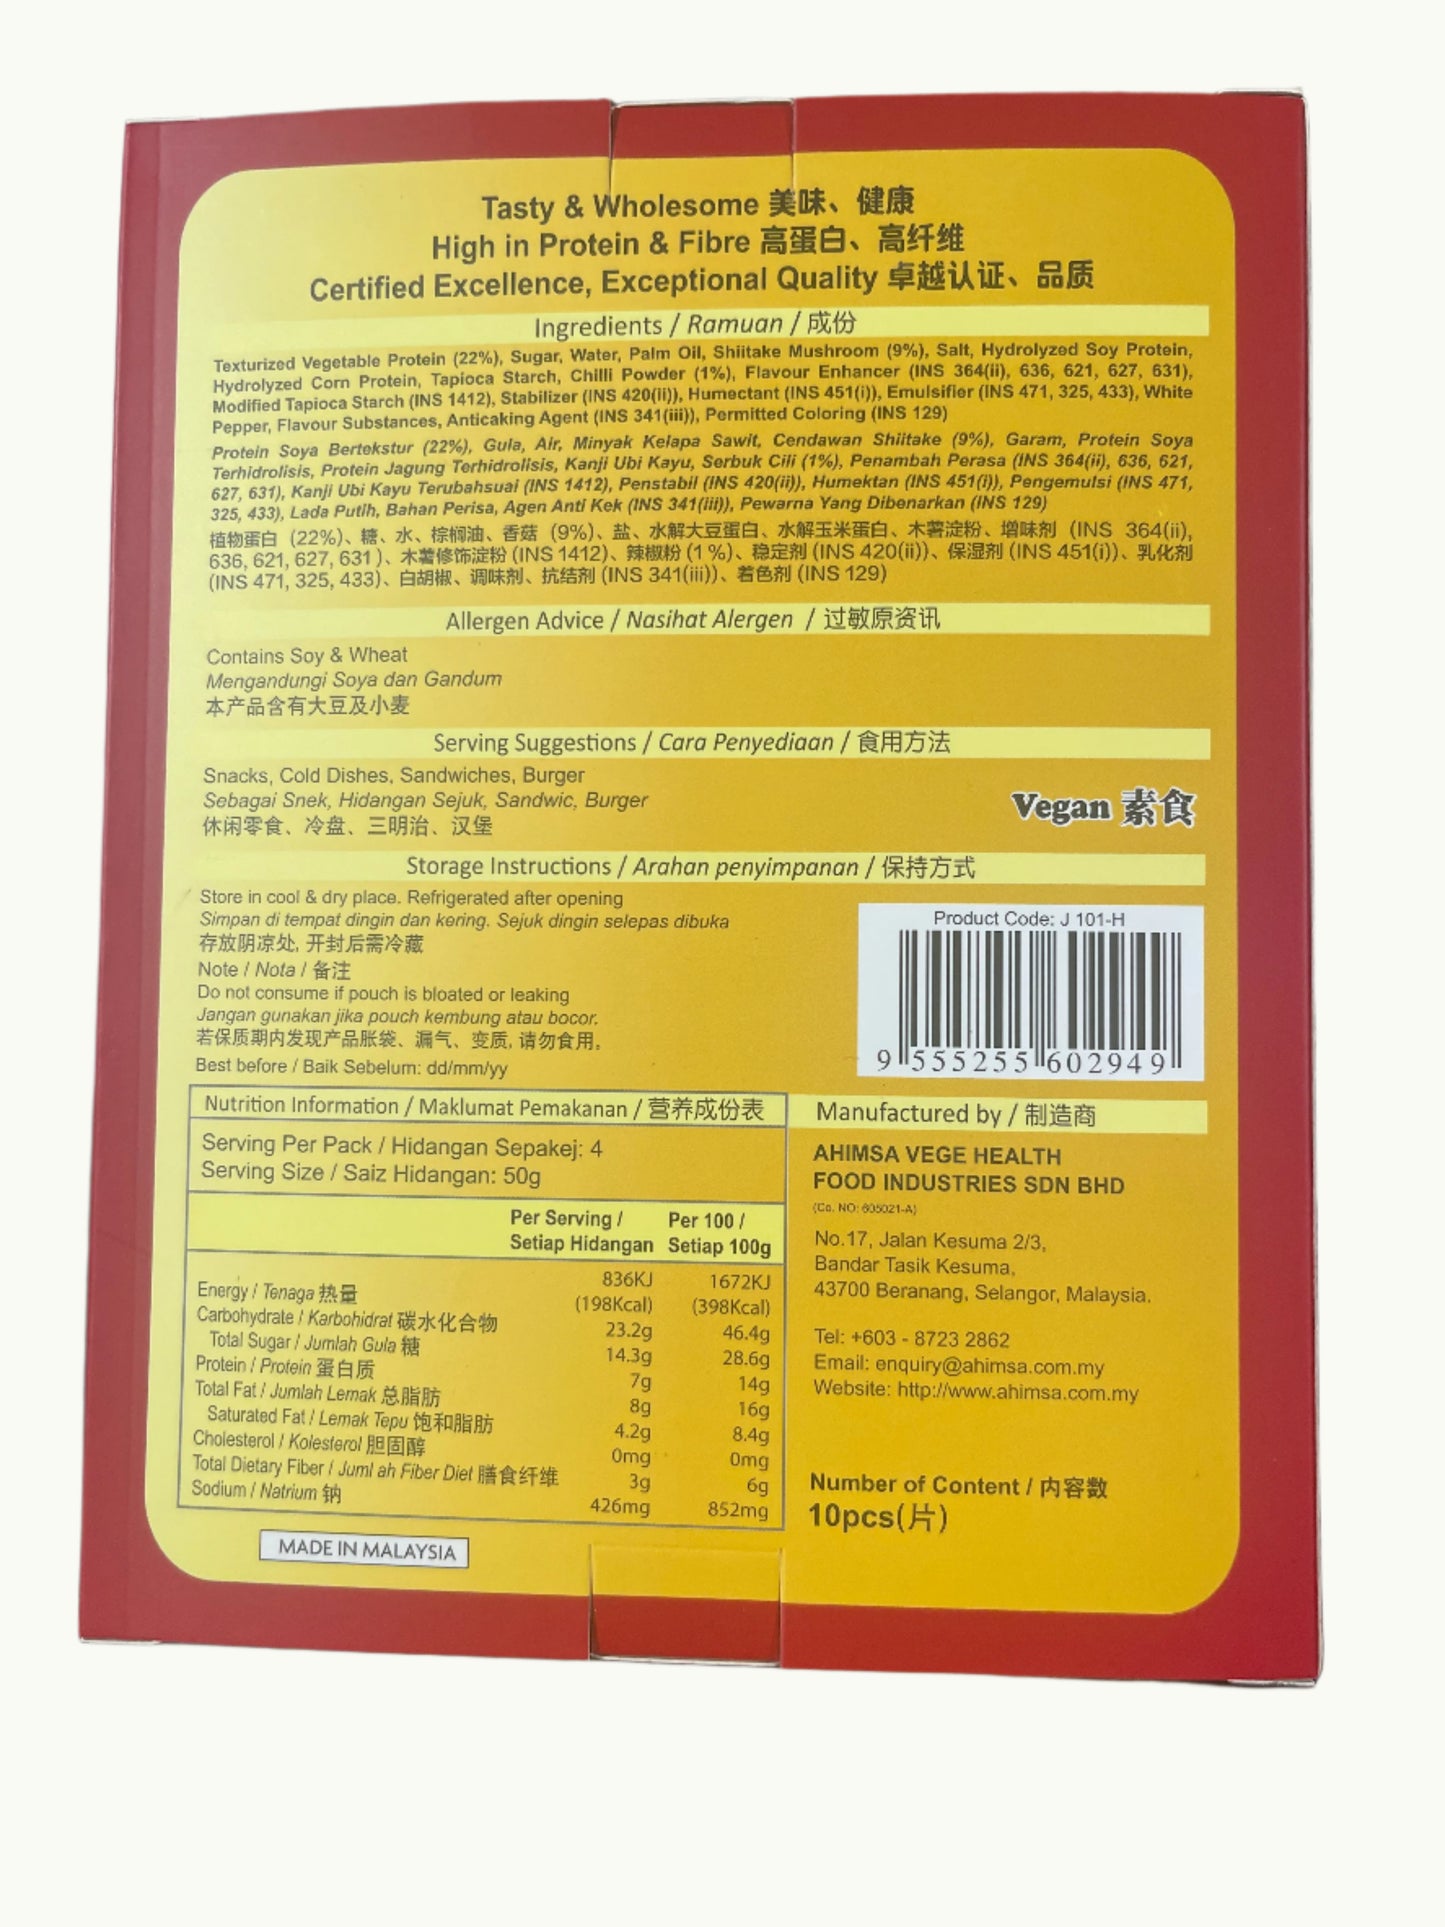 Tasty & Wholesome 美味、健康
High in Protein & Fibre 高蛋白、高纤维
Certified Excellence, Exceptional Quality 卓越认证、品质
Ingredients / Ramuan / 成份
Texturized Vegetable Protein (22%), Sugar, Water, Palm Oil, Shiitake Mushroom (9%), Salt, Hydrolyzed Soy Protein,
Hydrolyzed Corn Protein, Tapioca Starch, Chilli Powder (1%), Flavour Enhancer (INS 364(ii), 636, 621, 627, 631),
Modified Tapioca Starch (INS 1412), Stabilizer (INS 420(ii)), Humectant (INS 451(i)), Emulsifier (INS 471, 325, 433), White
Pepper, Flavour Substances, Anticaking Agent (INS 341(iii)), Permitted Coloring (INS 129)
Protein Soya Bertekstur (22%), Gula, Air, Minyak Kelapa Sawit, Cendawan Shiitake (9%), Garam, Protein Soya
Terhidrolisis, Protein Jagung Terhidrolisis, Kanji Ubi Kayu, Serbuk Cili (1%), Penambah Perasa (INS 364(ii), 636, 621,
627, 631), Kanji Ubi Kayu Terubahsuai (INS 1412), Penstabil (INS 420(ii)), Humektan (INS 451(i)), Pengemulsi (INS 471,
325, 433), Lada Putih, Bahan Perisa, Agen Anti Kek (INS 341(iii)), Pewarna Yang Dibenarkan (INS 129)
植物蛋白 (22%)、糖、水、棕榈油、香菇 (9%)、盐、水解大豆蛋白、水解玉米蛋白、木薯淀粉、增味剂 (INS 364(ii),
636, 621, 627, 631 )、木薯修饰淀粉 (INS 1412)、辣椒粉 (1 %)、稳定剂 (INS 420(ii))、保湿剂 (INS 451(i))、乳化剂
(INS 471, 325, 433)、白胡椒、调味剂、抗结剂 (INS 341(iii))、着色剂 (INS 129)
Allergen Advice / Nasihat Alergen / 过敏原资讯
Contains Soy & Wheat
Mengandungi Soya dan Gandum
本产品含有大豆及小麦
Serving Suggestions / Cara Penyediaan / 食用方法
Snacks, Cold Dishes, Sandwiches, Burger
Sebagai Snek, Hidangan Sejuk, Sandwic, Burger
休闲零食、冷盘、三明治、汉堡
Vegan 素食
Storage Instructions / Arahan penyimpanan / 保持方式
Store in cool & dry place. Refrigerated after opening
Simpan di tempat dingin dan kering. Sejuk dingin selepas dibuka
存放阴凉处, 开封后需冷藏
Note / Nota / 备注
Do not consume if pouch is bloated or leaking
Jangan gunakan jika pouch kembung atau bocor.
若保质期内发现产品胀袋、漏气、变质, 请勿食用。
Best before / Baik Sebelum: dd/mm/yy
Product Code: J 101-H
9 555255 602949
Nutrition Information / Maklumat Pemakanan / 营养成份表
Serving Per Pack / Hidangan Sepakej: 4
Serving Size / Saiz Hidangan: 50g
Per Serving / Per 100 /
Setiap Hidangan Setiap 100g
Energy / Tenaga 热量 836KJ 1672KJ
(198Kcal) (398Kcal)
Carbohydrate / Karbohidrat 碳水化合物 23.2g 46.4g
Total Sugar / Jumlah Gula 糖 14.3g 28.6g
Protein / Protein 蛋白质 7g 14g
Total Fat / Jumlah Lemak 总脂肪 8g 16g
Saturated Fat / Lemak Tepu 饱和脂肪 4.2g 8.4g
Cholesterol / Kolesterol 胆固醇 0mg 0mg
Total Dietary Fiber / Juml ah Fiber Diet 膳食纤维 3g 6g
Sodium / Natrium 钠 426mg 852mg
MADE IN MALAYSIA
Manufactured by / 制造商
AHIMSA VEGE HEALTH
FOOD INDUSTRIES SDN BHD
(Co. NO: 605021-A)
No.17, Jalan Kesuma 2/3,
Bandar Tasik Kesuma,
43700 Beranang, Selangor, Malaysia.
Tel: +603 - 8723 2862
Email: enquiry@ahimsa.com.my
Website: http://www.ahimsa.com.my
Number of Content / 内容数
10pcs(片)